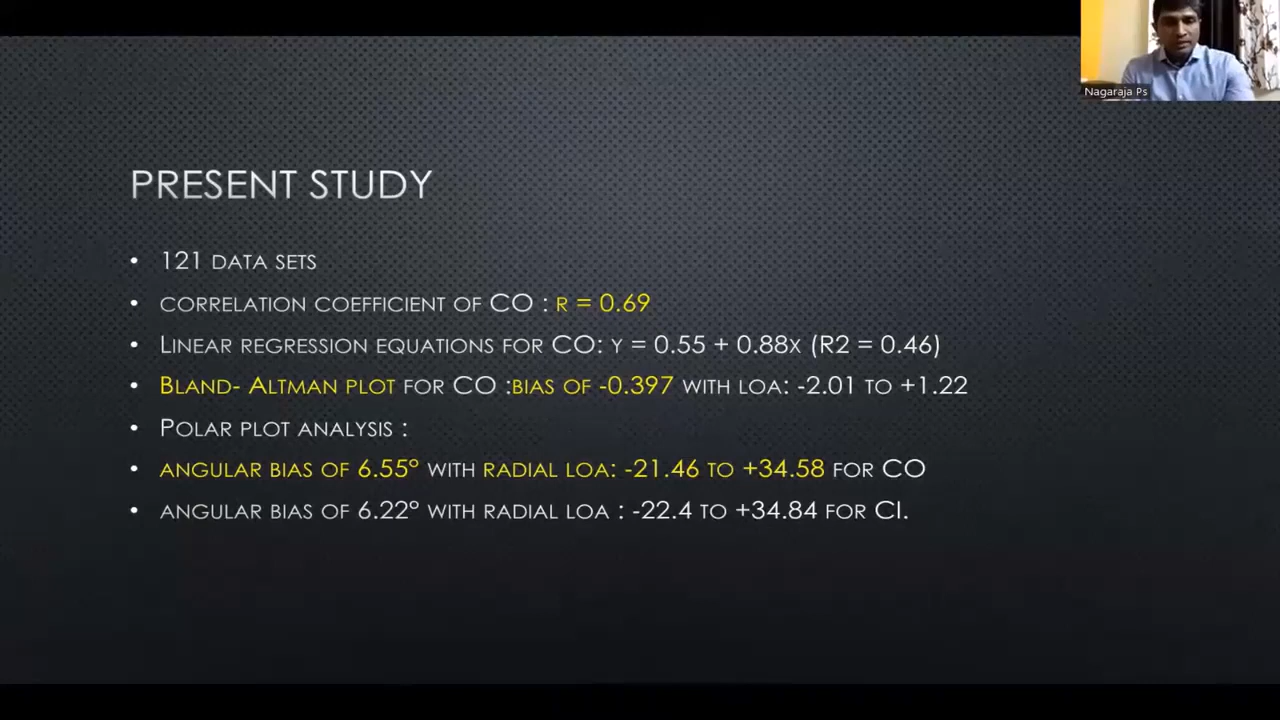 Nagaraja Ps
PRESENT STUDY
• 121 DATA SETS
• CORRELATION COEFFICIENT OF CO : R = 0.69
• LINEAR REGRESSION EQUATIONS FOR CO: Y = 0.55 + 0.88X (R2 = 0.46)
• BLAND- ALTMAN PLOT FOR CO :BIAS OF -0.397 WITH LOA: -2.01 TO +1.22
• POLAR PLOT ANALYSIS :
• ANGULAR BIAS OF 6.55° WITH RADIAL LOA: -21.46 TO +34.58 FOR CO
• ANGULAR BIAS OF 6.22° WITH RADIAL LOA : -22.4 TO +34.84 FOR CI.